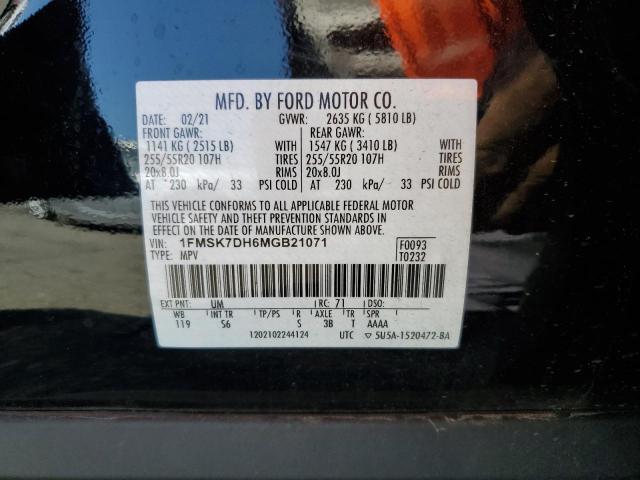 MFD. BY FORD MOTOR CO.
DATE: 02/21 GVWR: 2635 KG ( 5810 LB)
FRONT GAWR: REAR GAWR:
1141 KG ( 2515 LB) WITH 1547 KG ( 3410 LB) WITH
255/55R20 107H TIRES 255/55R20 107H TIRES
20x8.0J RIMS 20x8.0J RIMS
AT 230 kPa/ 33 PSI COLD AT 230 kPa/ 33 PSI COLD
THIS VEHICLE CONFORMS TO ALL APPLICABLE FEDERAL MOTOR
VEHICLE SAFETY AND THEFT PREVENTION STANDARDS IN
EFFECT ON THE DATE OF MANUFACTURE SHOWN ABOVE.
VIN: 1FMSK7DH6MGB21071 F0093
TYPE: MPV T0232
EXT PNT: UM RC: 71 DSO:
WB INT TR TP/PS R AXLE TR SPR
119 S6 S 3B T AAAA
1202102244124 UTC ▽ 5U5A-1520472-BA